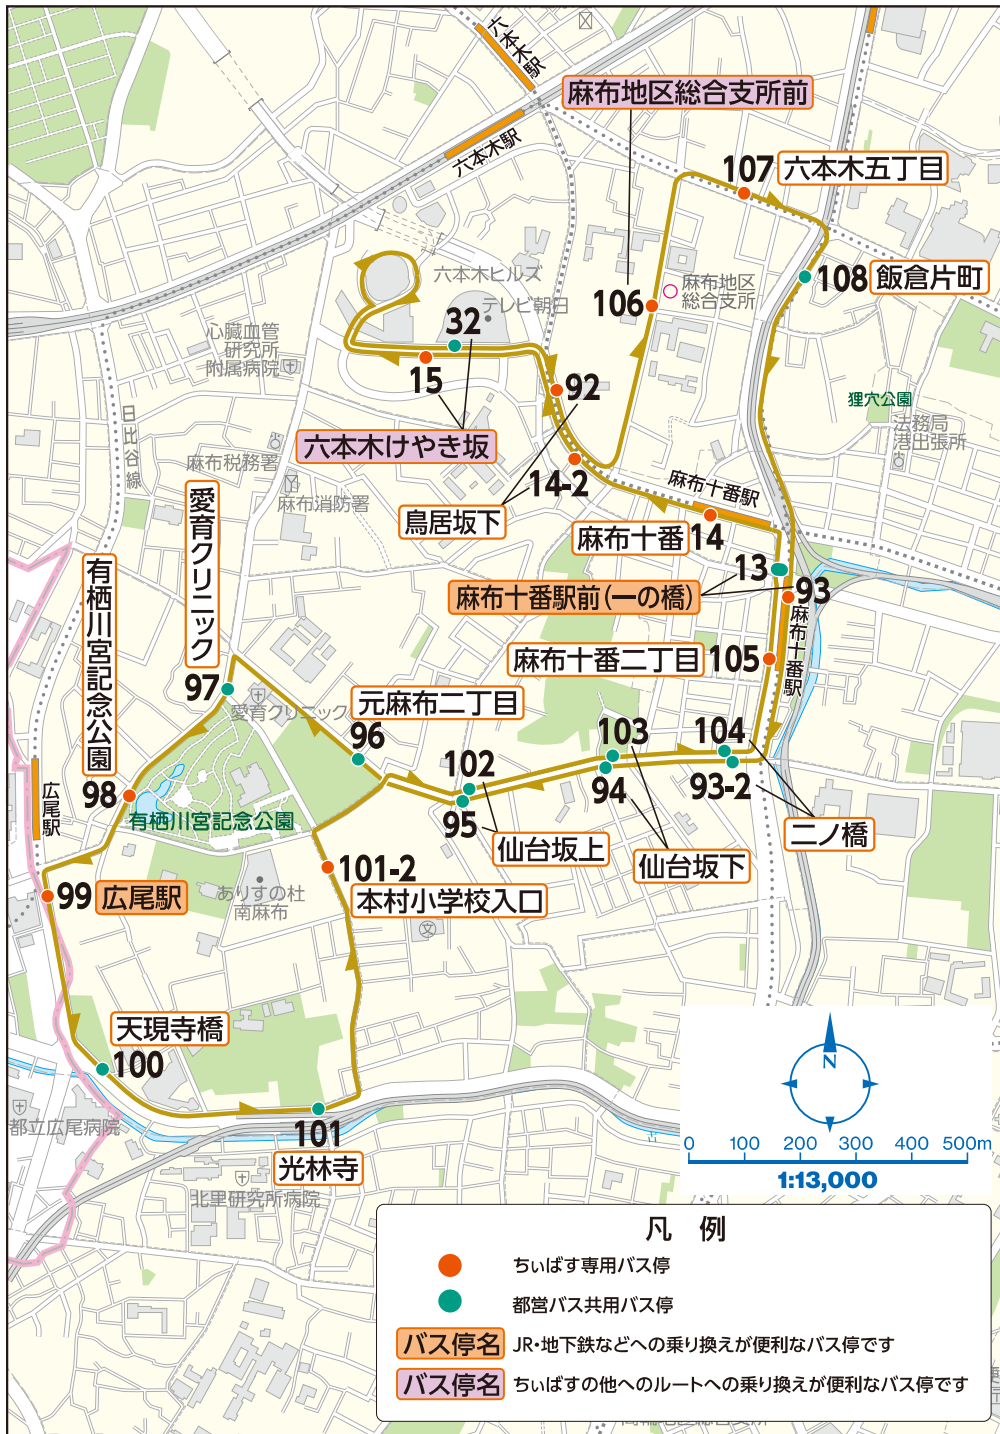 六本木駅
六本木駅
麻布地区総合支所前
107 六本木五丁目
108 飯倉片町
麻布地区
総合支所
106
六本木ヒルズ
テレビ朝日
32
15
六本木けやき坂
心臓血管
研究所
附属病院
92
14-2
鳥居坂下
狸穴公園
法務局
港出張所
日比谷線
麻布税務署
麻布消防署
麻布十番駅
麻布十番 14
13
麻布十番駅前(一の橋)
93
麻布十番駅
麻布十番二丁目 105
愛育クリニック
97
愛育クリニック
有栖川宮記念公園
98
有栖川宮記念公園
元麻布二丁目
96
103
104
102
94
93-2
95
仙台坂上
仙台坂下
二ノ橋
広尾駅
99 広尾駅
ありすの杜
南麻布
101-2
本村小学校入口
天現寺橋
100
都立広尾病院
101
光林寺
北里研究所病院
N
0 100 200 300 400 500m
1:13,000
凡 例
ちぃばす専用バス停
都営バス共用バス停
バス停名 JR・地下鉄などへの乗り換えが便利なバス停です
バス停名 ちぃばすの他へのルートへの乗り換えが便利なバス停です